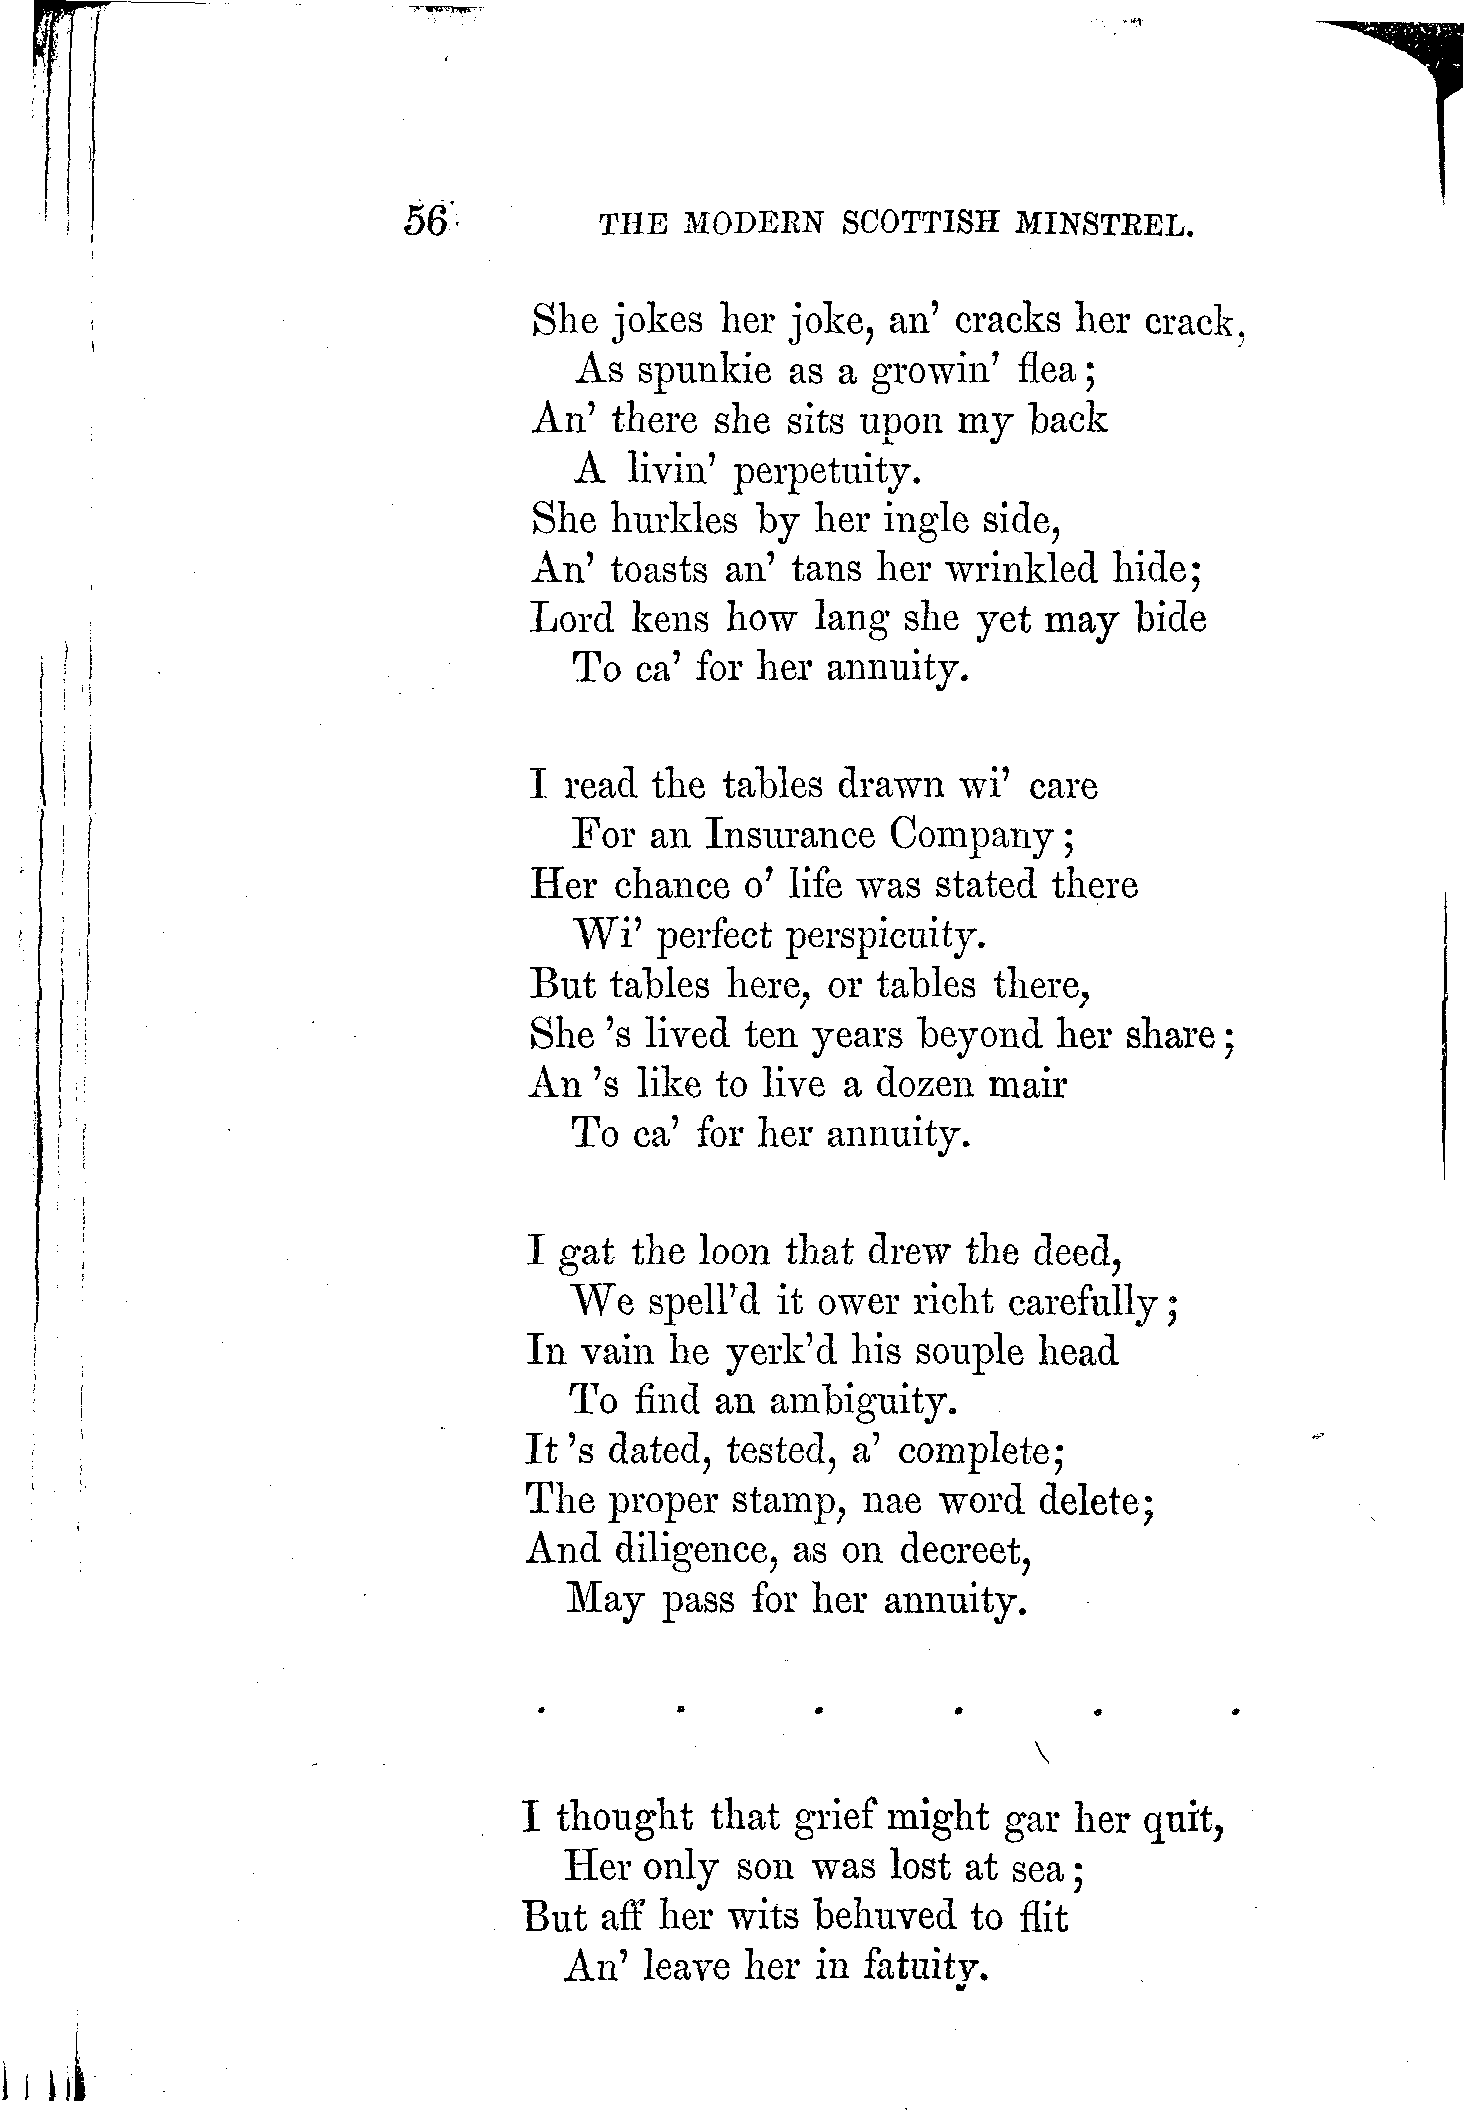 56 THE MODERN SCOTTISH MINSTREL.
She jokes her joke, an' cracks her crack,
As spunkie as a growin' flea;
An' there she sits upon my back
A livin' perpetuity.
She hurkles by her ingle side,
An' toasts an' tans her wrinkled hide;
Lord kens how lang she yet may bide
To ca' for her annuity.
I read the tables drawn wi' care
For an Insurance Company;
Her chance o' life was stated there
Wi' perfect perspicuity.
But tables here, or tables there,
She 's lived ten years beyond her share;
An 's like to live a dozen mair
To ca' for her annuity.
I gat the loon that drew the deed,
We spell'd it ower richt carefully;
In vain he yerk'd his souple head
To find an ambiguity.
It 's dated, tested, a' complete;
The proper stamp, nae word delete;
And diligence, as on decreet,
May pass for her annuity.
. . . . . .
I thought that grief might gar her quit,
Her only son was lost at sea;
But aff her wits behuved to flit
An' leave her in fatuity.